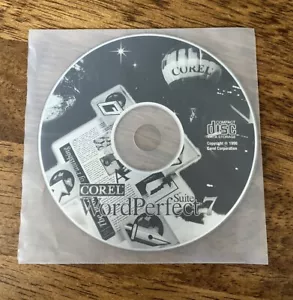 COREL
COMPACT
disc
DATA STORAGE
Copyright © 1996
Corel Corporation
COREL
WordPerfect
Suite 7